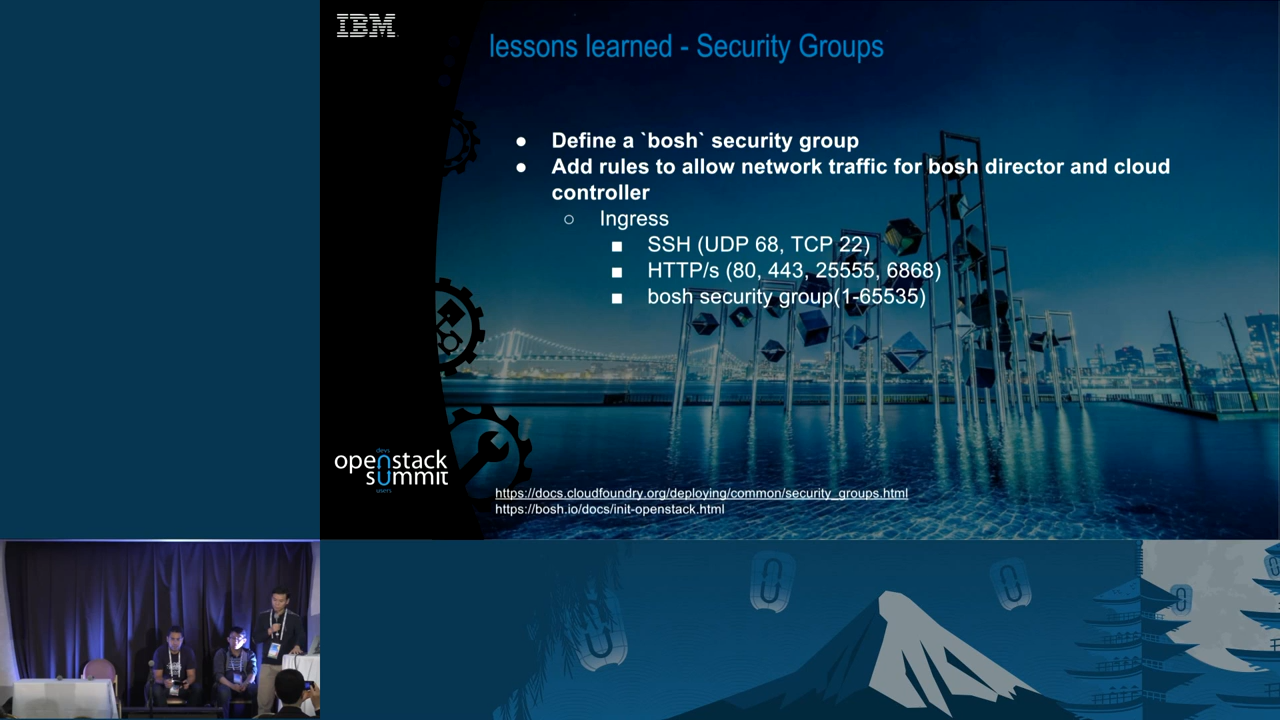 IBM
lessons learned - Security Groups
● Define a `bosh` security group
● Add rules to allow network traffic for bosh director and cloud
controller
○ Ingress
■ SSH (UDP 68, TCP 22)
■ HTTP/s (80, 443, 25555, 6868)
■ bosh security group(1-65535)
devs
openstack
summit
users
https://docs.cloudfoundry.org/deploying/common/security_groups.html
https://bosh.io/docs/init-openstack.html